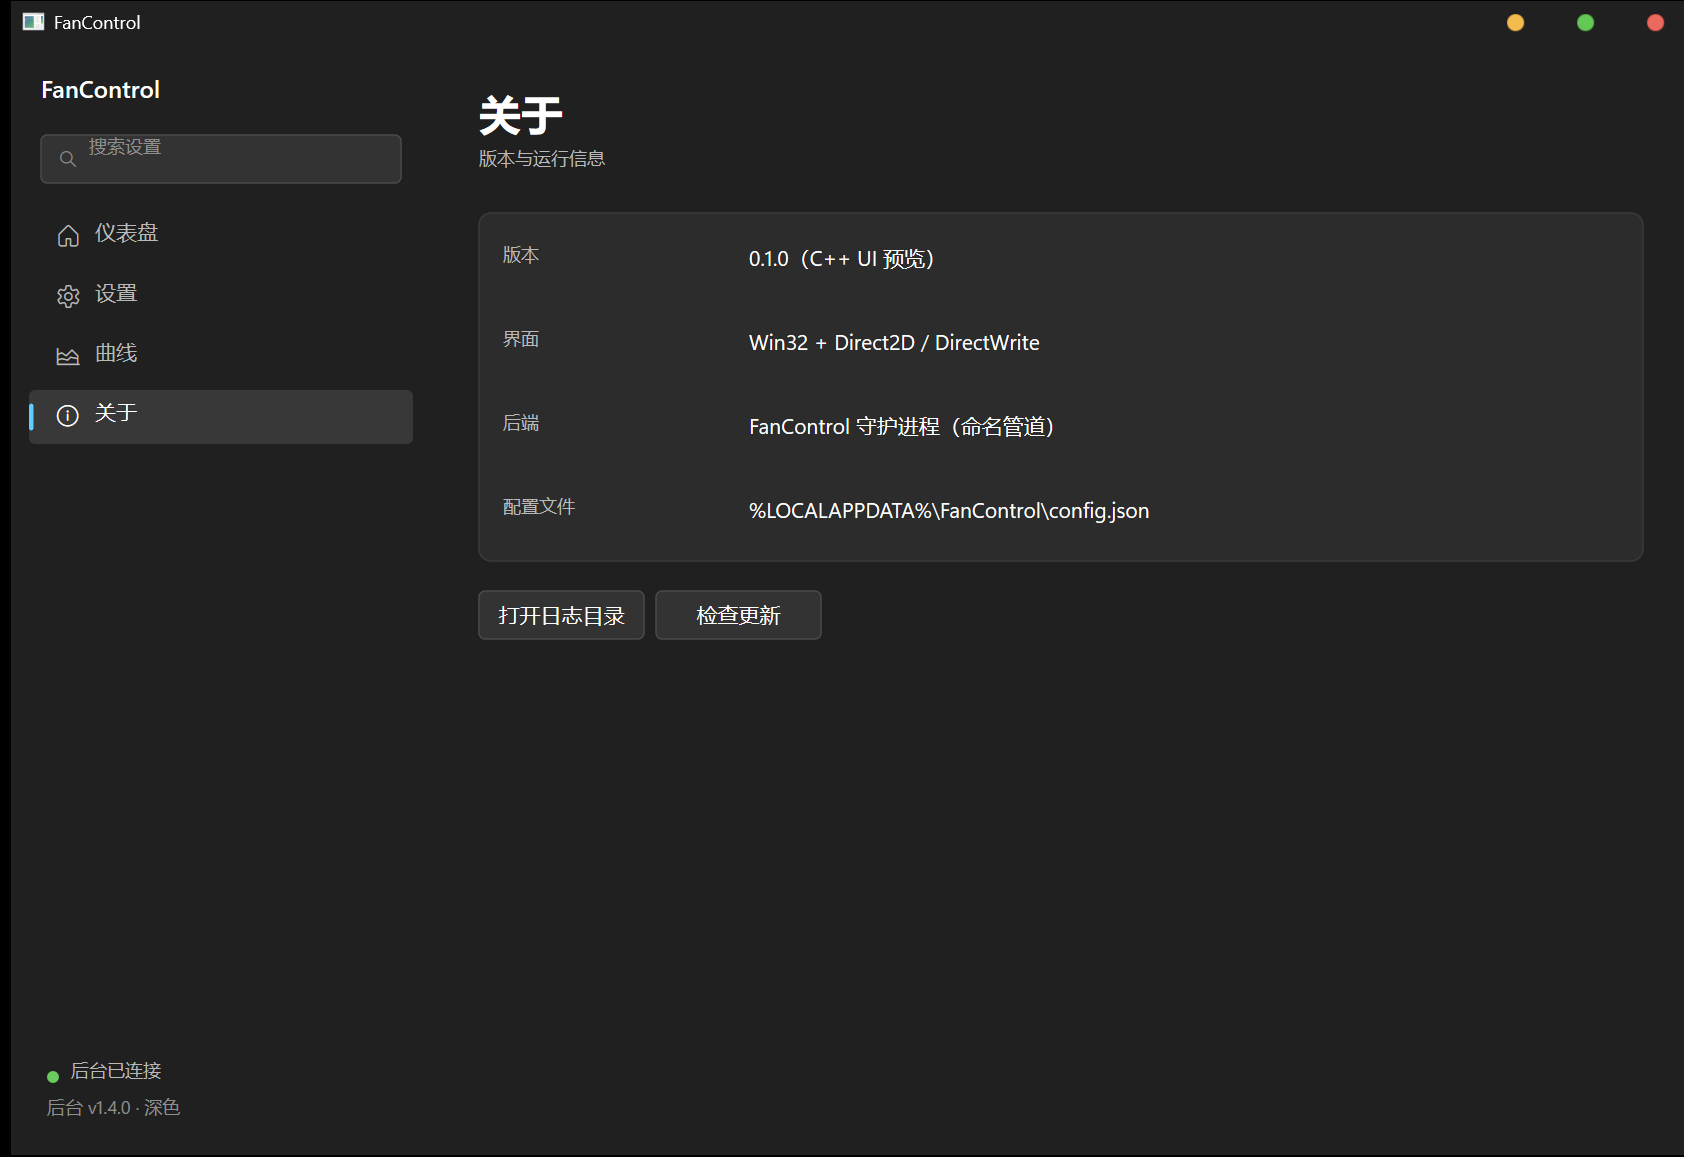 FanControl
FanControl
搜索设置
仪表盘
设置
曲线
关于
后台已连接
后台 v1.4.0 · 深色
关于
版本与运行信息
版本
0.1.0（C++ UI 预览）
界面
Win32 + Direct2D / DirectWrite
后端
FanControl 守护进程（命名管道）
配置文件
%LOCALAPPDATA%\FanControl\config.json
打开日志目录
检查更新